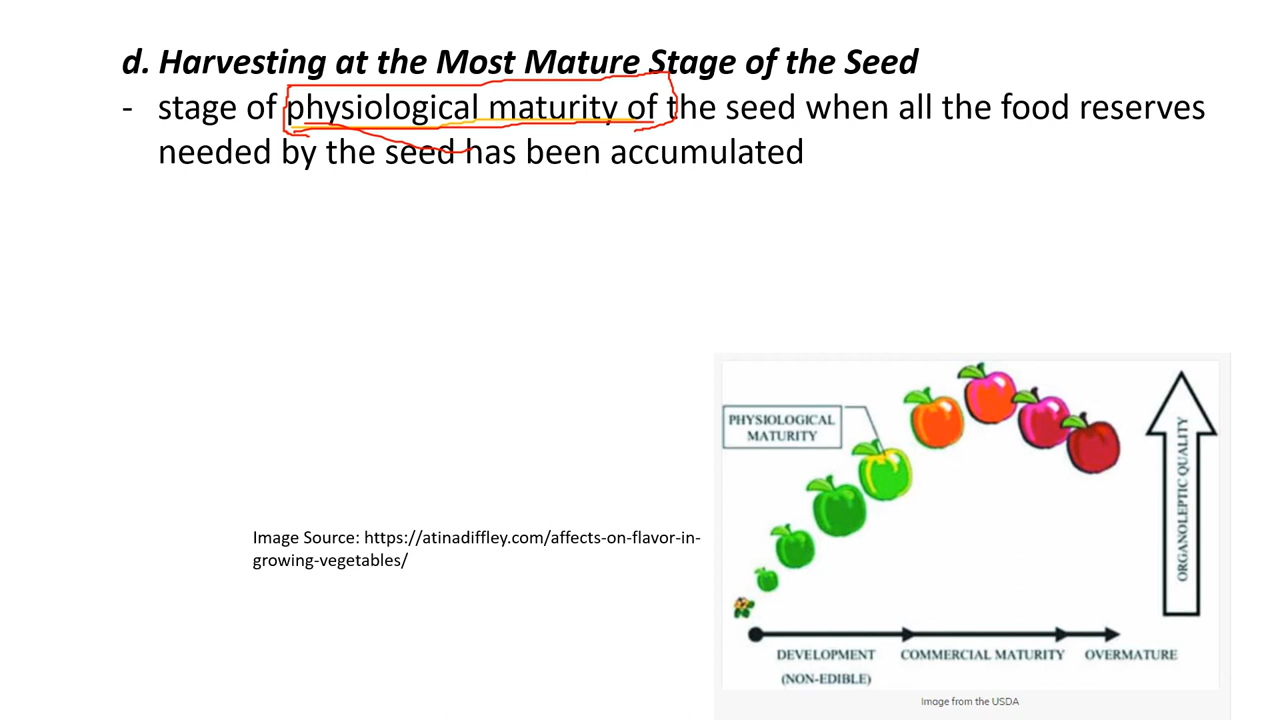 d. Harvesting at the Most Mature Stage of the Seed
- stage of physiological maturity of the seed when all the food reserves
needed by the seed has been accumulated
Image Source: https://atinadiffley.com/affects-on-flavor-in-
growing-vegetables/
PHYSIOLOGICAL
MATURITY
ORGANOLEPTIC QUALITY
DEVELOPMENT
(NON-EDIBLE)
COMMERCIAL MATURITY
OVERMATURE
Image from the USDA